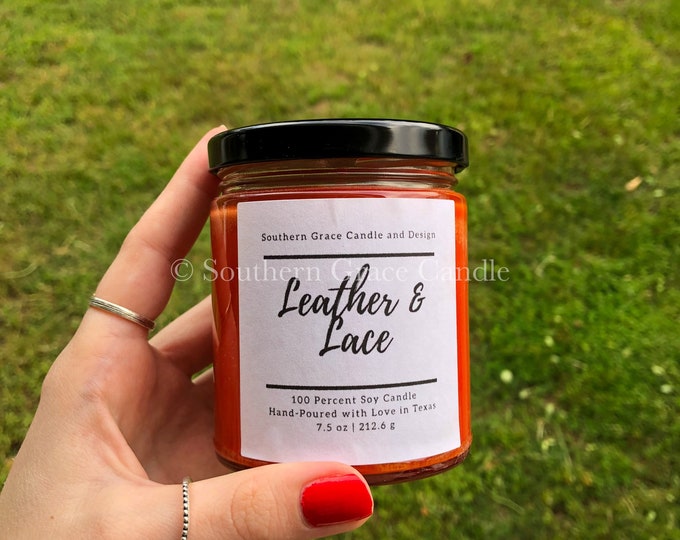 Southern Grace Candle and Design
© Southern Grace Candle
Leather &
Lace
100 Percent Soy Candle
Hand-Poured with Love in Texas
7.5 oz | 212.6 g